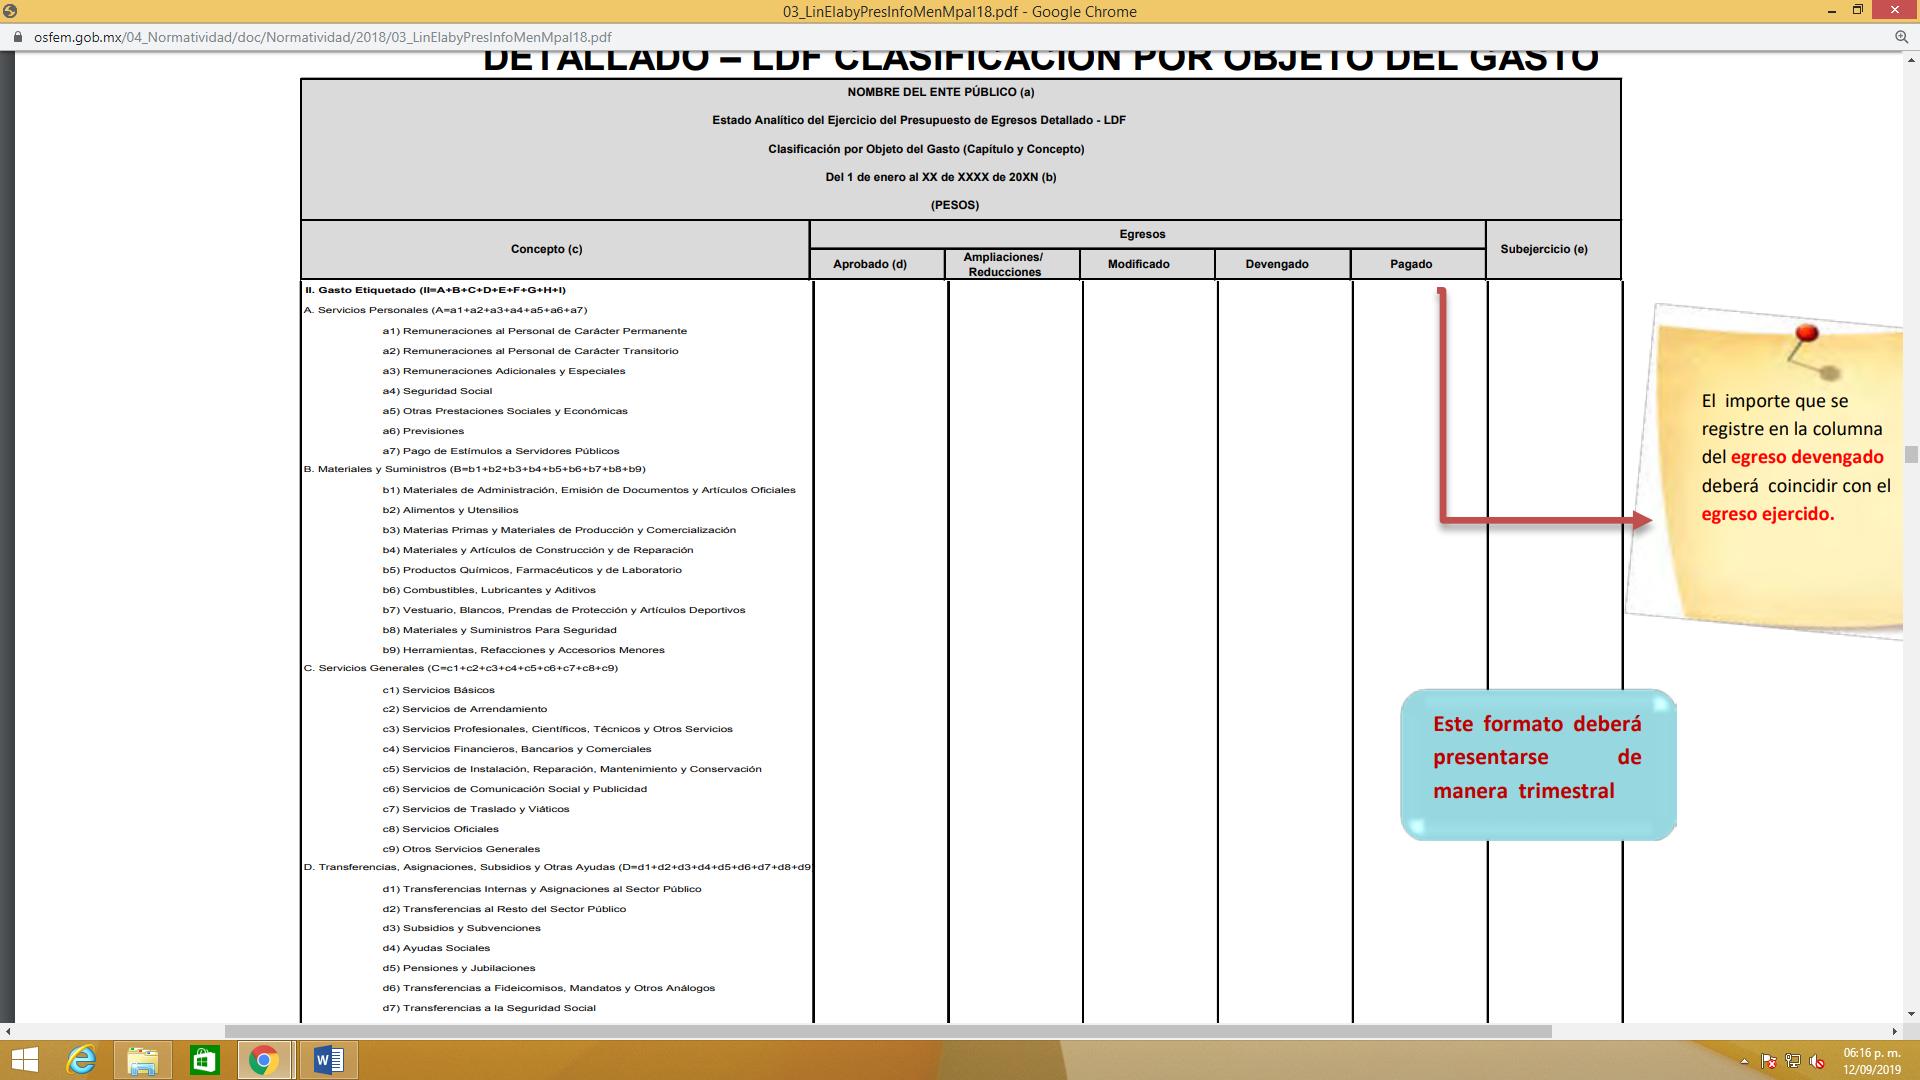 03_LinElabyPresInfoMenMpal18.pdf - Google Chrome
osfem.gob.mx/04_Normatividad/doc/Normatividad/2018/03_LinElabyPresInfoMenMpal18.pdf
DETALLADO – LDF CLASIFICACIÓN POR OBJETO DEL GASTO
NOMBRE DEL ENTE PÚBLICO (a)
Estado Analítico del Ejercicio del Presupuesto de Egresos Detallado - LDF
Clasificación por Objeto del Gasto (Capítulo y Concepto)
Del 1 de enero al XX de XXXX de 20XN (b)
(PESOS)
Concepto (c)
Egresos
Subejercicio (e)
Aprobado (d)
Ampliaciones/
Reducciones
Modificado
Devengado
Pagado
II. Gasto Etiquetado (II=A+B+C+D+E+F+G+H+I)
A. Servicios Personales (A=a1+a2+a3+a4+a5+a6+a7)
a1) Remuneraciones al Personal de Carácter Permanente
a2) Remuneraciones al Personal de Carácter Transitorio
a3) Remuneraciones Adicionales y Especiales
a4) Seguridad Social
a5) Otras Prestaciones Sociales y Económicas
a6) Previsiones
a7) Pago de Estímulos a Servidores Públicos
B. Materiales y Suministros (B=b1+b2+b3+b4+b5+b6+b7+b8+b9)
b1) Materiales de Administración, Emisión de Documentos y Artículos Oficiales
b2) Alimentos y Utensilios
b3) Materias Primas y Materiales de Producción y Comercialización
b4) Materiales y Artículos de Construcción y de Reparación
b5) Productos Químicos, Farmacéuticos y de Laboratorio
b6) Combustibles, Lubricantes y Aditivos
b7) Vestuario, Blancos, Prendas de Protección y Artículos Deportivos
b8) Materiales y Suministros Para Seguridad
b9) Herramientas, Refacciones y Accesorios Menores
C. Servicios Generales (C=c1+c2+c3+c4+c5+c6+c7+c8+c9)
c1) Servicios Básicos
c2) Servicios de Arrendamiento
c3) Servicios Profesionales, Científicos, Técnicos y Otros Servicios
c4) Servicios Financieros, Bancarios y Comerciales
c5) Servicios de Instalación, Reparación, Mantenimiento y Conservación
c6) Servicios de Comunicación Social y Publicidad
c7) Servicios de Traslado y Viáticos
c8) Servicios Oficiales
c9) Otros Servicios Generales
D. Transferencias, Asignaciones, Subsidios y Otras Ayudas (D=d1+d2+d3+d4+d5+d6+d7+d8+d9
d1) Transferencias Internas y Asignaciones al Sector Público
d2) Transferencias al Resto del Sector Público
d3) Subsidios y Subvenciones
d4) Ayudas Sociales
d5) Pensiones y Jubilaciones
d6) Transferencias a Fideicomisos, Mandatos y Otros Análogos
d7) Transferencias a la Seguridad Social
El importe que se
registre en la columna
del egreso devengado
deberá coincidir con el
egreso ejercido.
Este formato deberá
presentarse de
manera trimestral
06:16 p. m.
12/09/2019